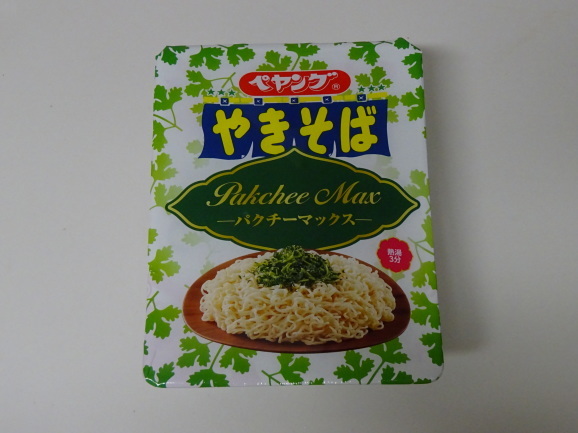 ペヤング®
やきそば
Pakchee Max
—パクチーマックス—
熱湯
3分